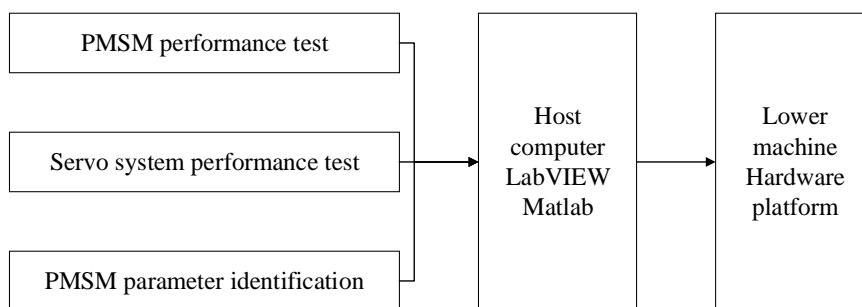 PMSM performance test
Servo system performance test
PMSM parameter identification
Host
computer
LabVIEW
Matlab
Lower
machine
Hardware
platform